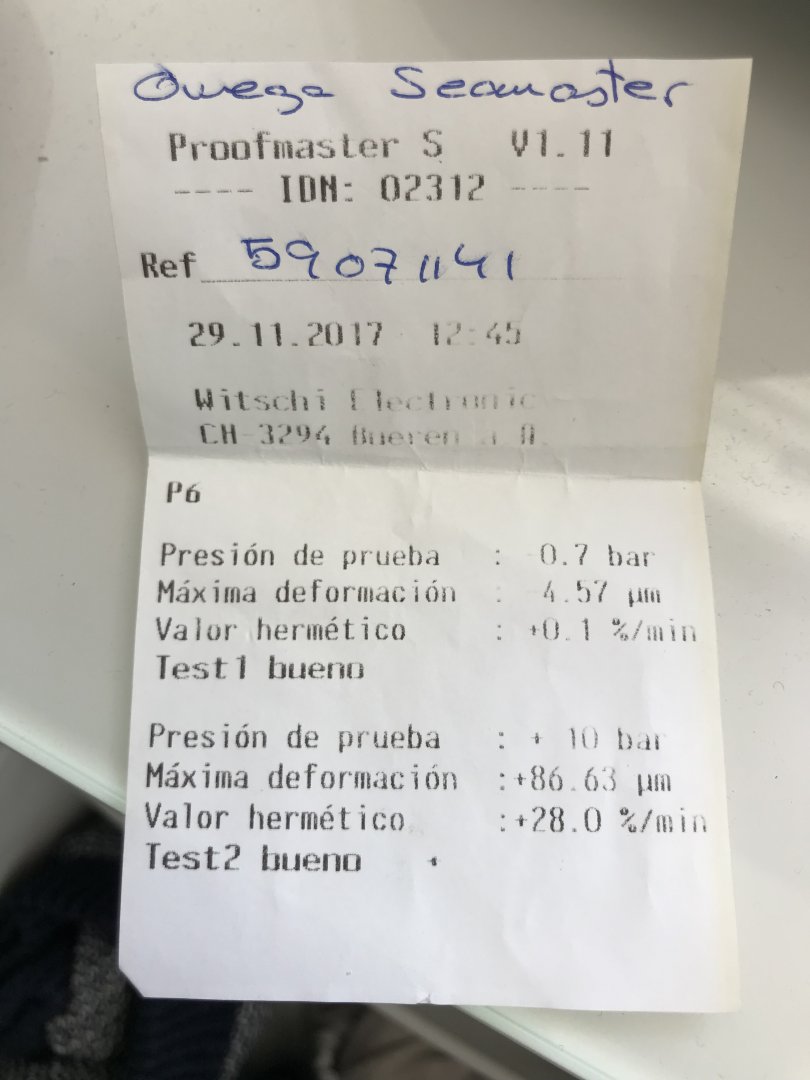 Omega Seamaster
Proofmaster S V1.11
---- IDN: 02312 ----
Ref 59071141
29.11.2017 12:45
Witschi Electronic
CH-3294 Bueren a A.
P6
Presión de prueba : -0.7 bar
Máxima deformación : -4.57 µm
Valor hermético : +0.1 %/min
Test1 bueno
Presión de prueba : + 10 bar
Máxima deformación :+86.63 µm
Valor hermético :+28.0 %/min
Test2 bueno